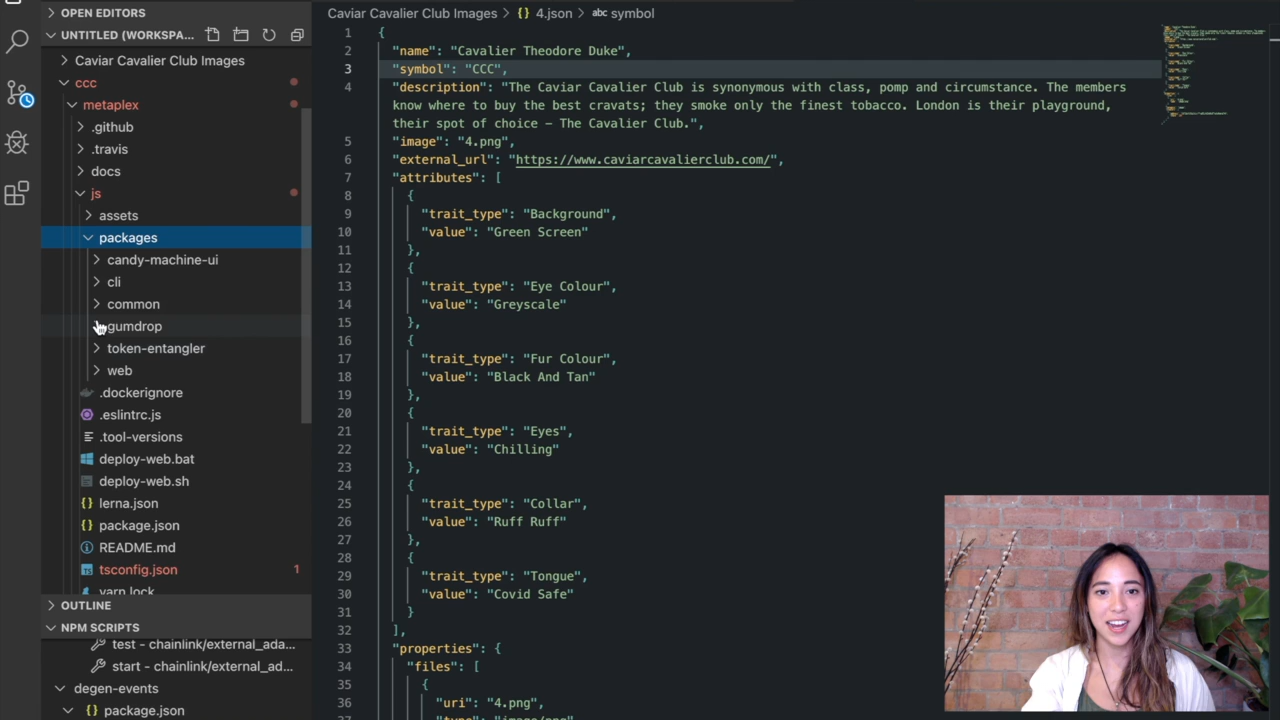 OPEN EDITORS
UNTITLED (WORKSPA...
Caviar Cavalier Club Images
ccc
metaplex
.github
.travis
docs
js
assets
packages
candy-machine-ui
cli
common
gumdrop
token-entangler
web
.dockerignore
.eslintrc.js
.tool-versions
deploy-web.bat
deploy-web.sh
{} lerna.json
{} package.json
README.md
TS tsconfig.json 1
yarn.lock
OUTLINE
NPM SCRIPTS
test - chainlink/external_ada...
start - chainlink/external_ad...
degen-events
{} package.json
Caviar Cavalier Club Images > {} 4.json > abc symbol
1 {
2 "name": "Cavalier Theodore Duke",
3 "symbol": "CCC",
4 "description": "The Caviar Cavalier Club is synonymous with class, pomp and circumstance. The members
know where to buy the best cravats; they smoke only the finest tobacco. London is their playground,
their spot of choice – The Cavalier Club.",
5 "image": "4.png",
6 "external_url": "https://www.caviarcavalierclub.com/",
7 "attributes": [
8 {
9 "trait_type": "Background",
10 "value": "Green Screen"
11 },
12 {
13 "trait_type": "Eye Colour",
14 "value": "Greyscale"
15 },
16 {
17 "trait_type": "Fur Colour",
18 "value": "Black And Tan"
19 },
20 {
21 "trait_type": "Eyes",
22 "value": "Chilling"
23 },
24 {
25 "trait_type": "Collar",
26 "value": "Ruff Ruff"
27 },
28 {
29 "trait_type": "Tongue",
30 "value": "Covid Safe"
31 }
32 ],
33 "properties": {
34 "files": [
35 {
36 "uri": "4.png",